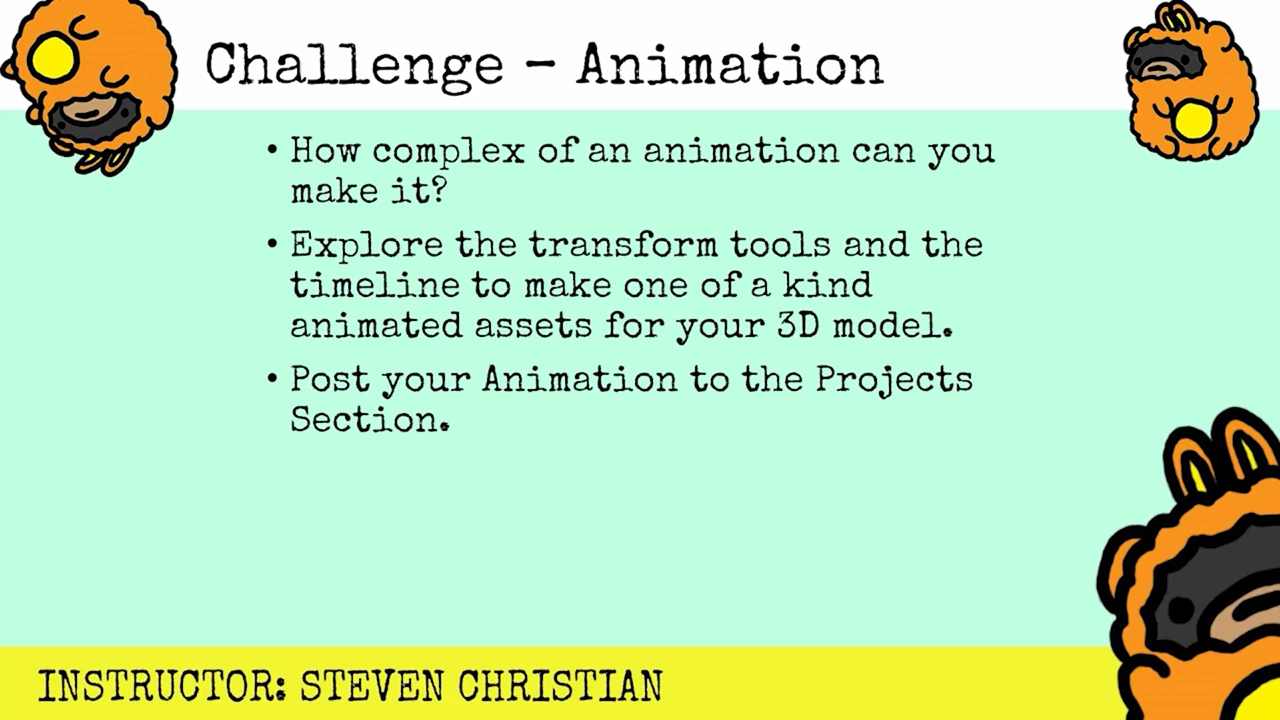 Challenge - Animation
• How complex of an animation can you
make it?
• Explore the transform tools and the
timeline to make one of a kind
animated assets for your 3D model.
• Post your Animation to the Projects
Section.
INSTRUCTOR: STEVEN CHRISTIAN